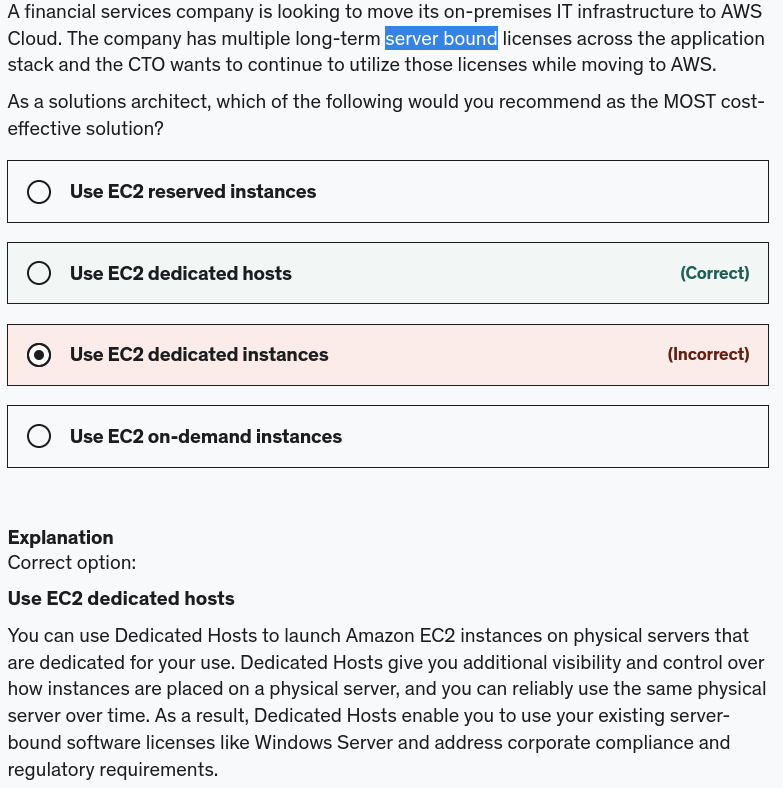 A financial services company is looking to move its on-premises IT infrastructure to AWS
Cloud. The company has multiple long-term server bound licenses across the application
stack and the CTO wants to continue to utilize those licenses while moving to AWS.
As a solutions architect, which of the following would you recommend as the MOST cost-
effective solution?
Use EC2 reserved instances
Use EC2 dedicated hosts (Correct)
Use EC2 dedicated instances (Incorrect)
Use EC2 on-demand instances
Explanation
Correct option:
Use EC2 dedicated hosts
You can use Dedicated Hosts to launch Amazon EC2 instances on physical servers that
are dedicated for your use. Dedicated Hosts give you additional visibility and control over
how instances are placed on a physical server, and you can reliably use the same physical
server over time. As a result, Dedicated Hosts enable you to use your existing server-
bound software licenses like Windows Server and address corporate compliance and
regulatory requirements.